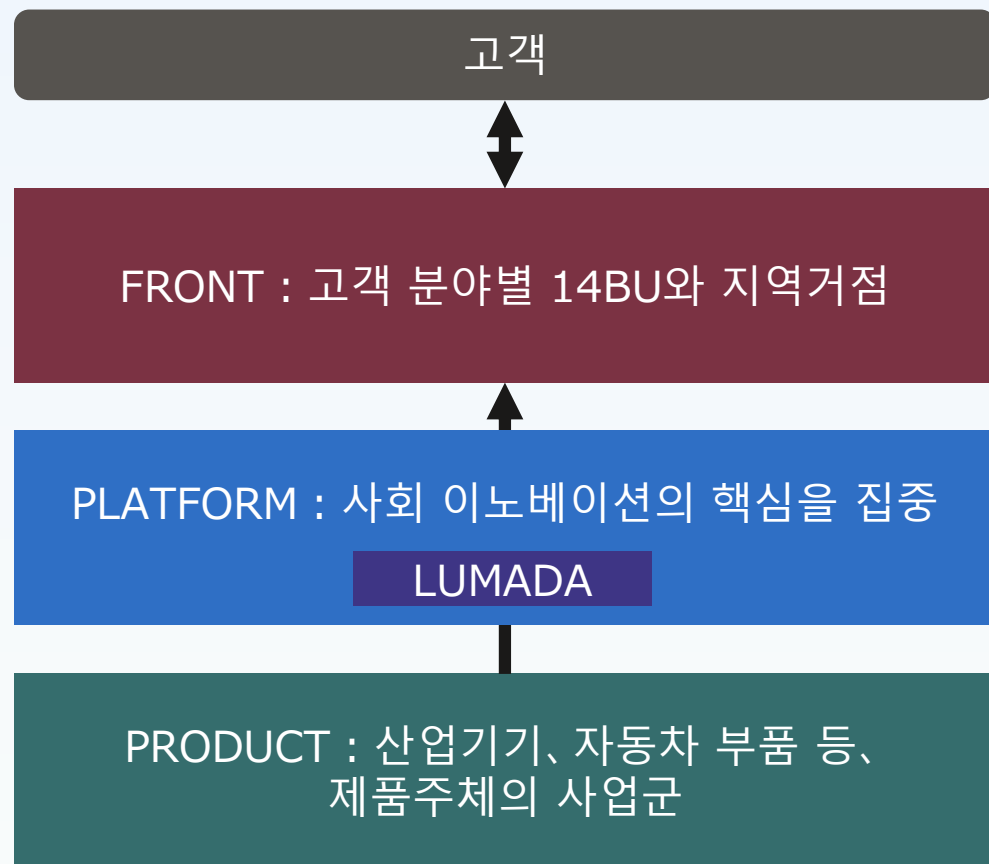 고객
FRONT : 고객 분야별 14BU와 지역거점
PLATFORM : 사회 이노베이션의 핵심을 집중
LUMADA
PRODUCT : 산업기기、자동차 부품 등、
제품주체의 사업군